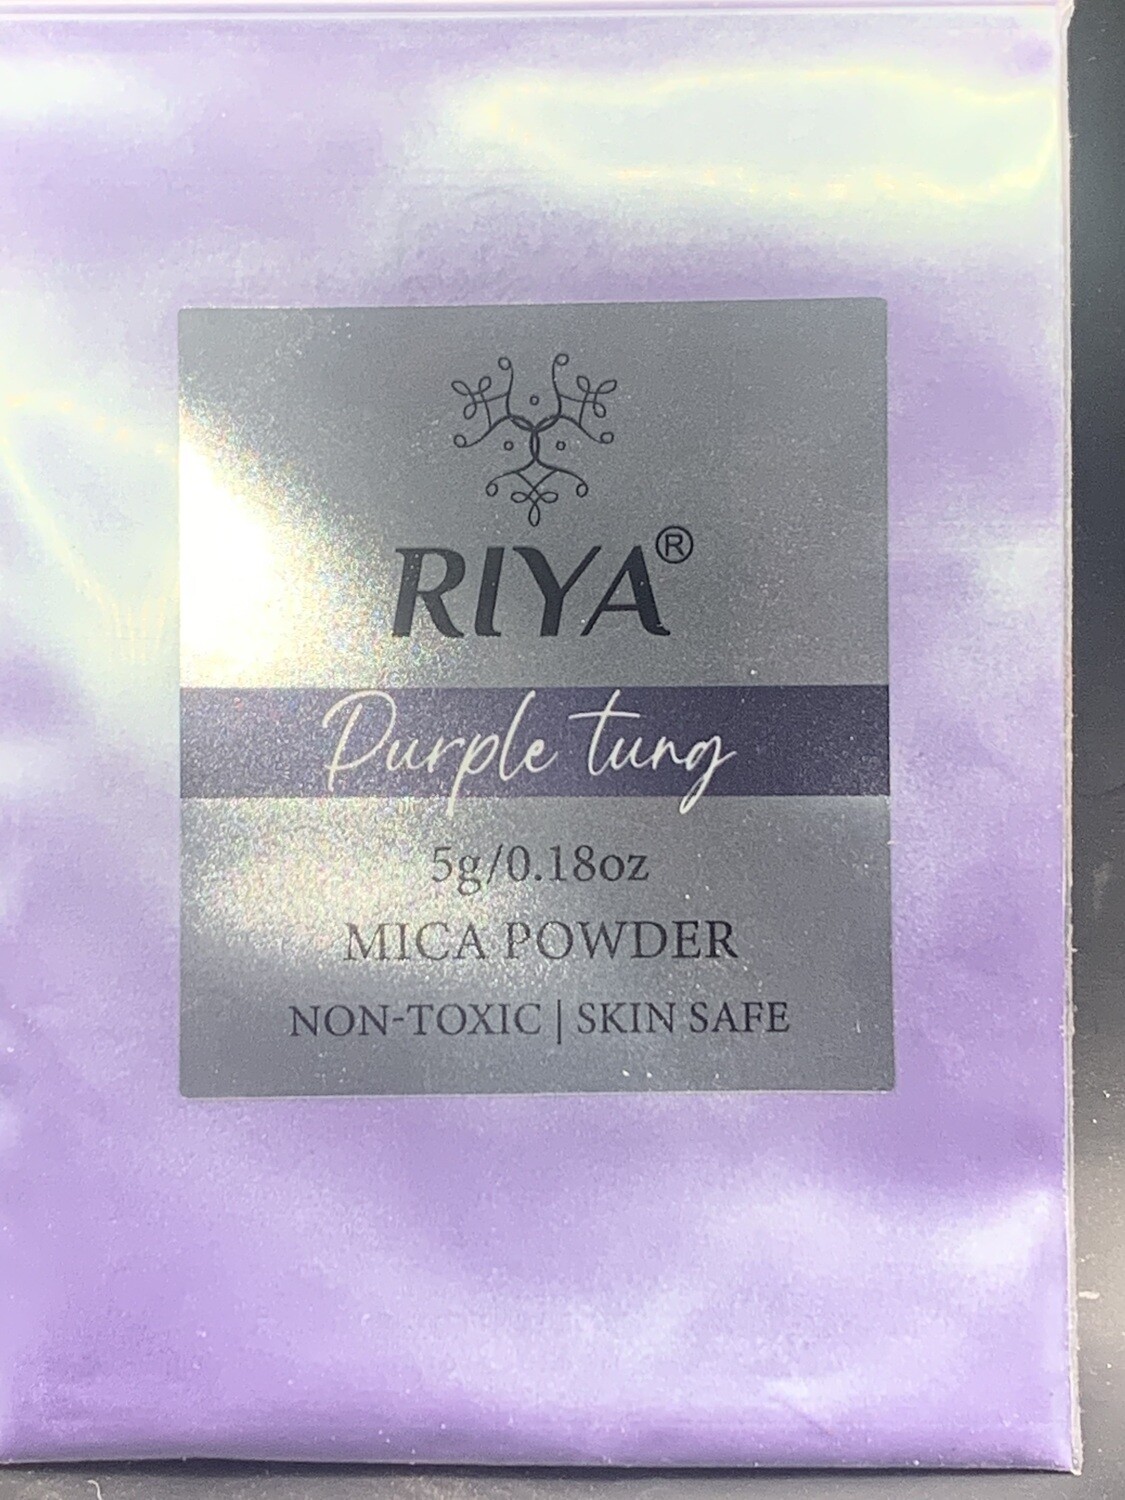 RIYA®
Purple tung
5g/0.18oz
MICA POWDER
NON-TOXIC | SKIN SAFE